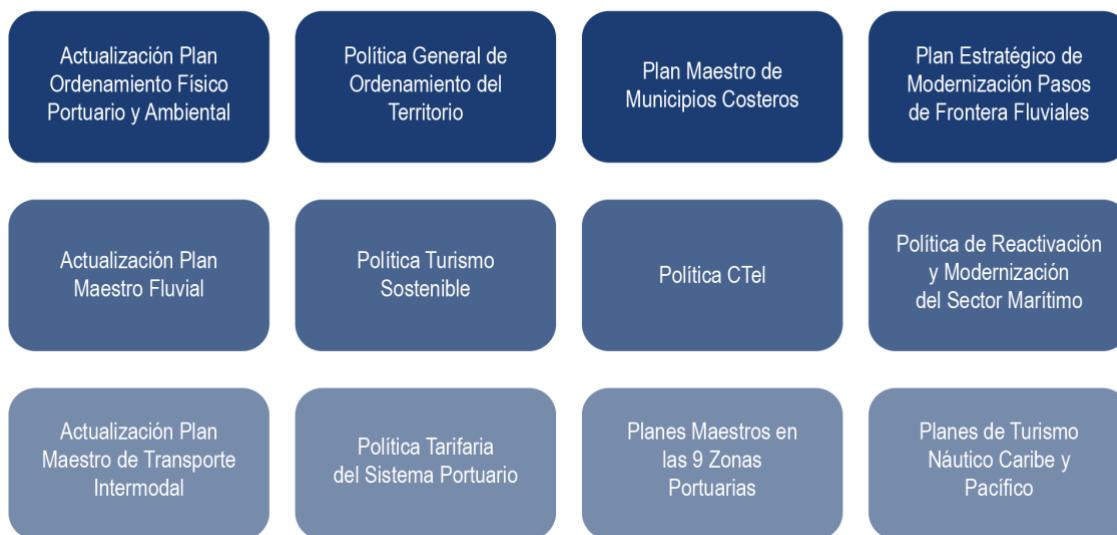 Actualización Plan
Ordenamiento Físico
Portuario y Ambiental
Política General de
Ordenamiento del
Territorio
Plan Maestro de
Municipios Costeros
Plan Estratégico de
Modernización Pasos
de Frontera Fluviales
Actualización Plan
Maestro Fluvial
Política Turismo
Sostenible
Política CTeI
Política de Reactivación
y Modernización
del Sector Marítimo
Actualización Plan
Maestro de Transporte
Intermodal
Política Tarifaria
del Sistema Portuario
Planes Maestros en
las 9 Zonas
Portuarias
Planes de Turismo
Náutico Caribe y
Pacífico